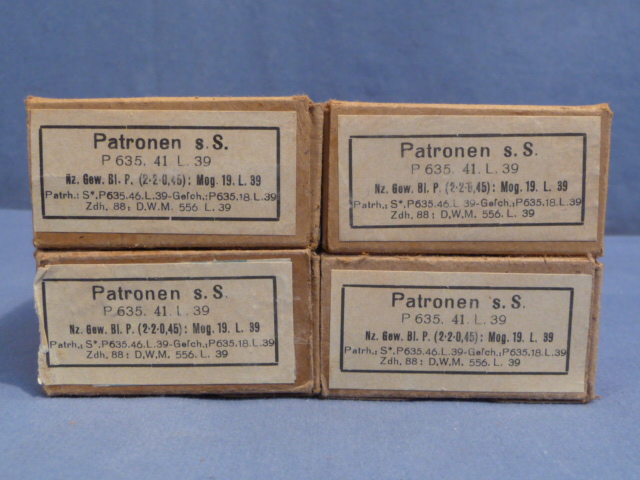 Patronen s. S.
P 635. 41 L. 39
Nz. Gew. Bl. P. (2·2·0,45): Mog. 19. L. 39
Patrh.: S*. P635.46. L.39-Gesch.: P635.18. L.39
Zdh. 88: D.W.M. 556 L. 39
Patronen s. S.
P 635. 41. L. 39
Nz. Gew. Bl. P. (2·2·0,45): Mog. 19. L. 39
Patrh.: S*. P635.46. L.39-Gesch.: P635.18. L.39
Zdh. 88: D.W.M. 556. L. 39
Patronen s. S.
P 635. 41. L. 39
Nz. Gew. Bl. P. (2·2·0,45): Mog. 19. L. 39
Patrh.: S*. P635.46. L.39-Gesch.: P635.18. L.39
Zdh. 88: D.W.M. 556. L. 39
Patronen s. S.
P 635. 41. L. 39
Nz. Gew. Bl. P. (2·2·0,45): Mog. 19. L. 39
Patrh.: S*. P635.46. L.39-Gesch.: P635.18. L.39
Zdh. 88: D.W.M. 556. L. 39